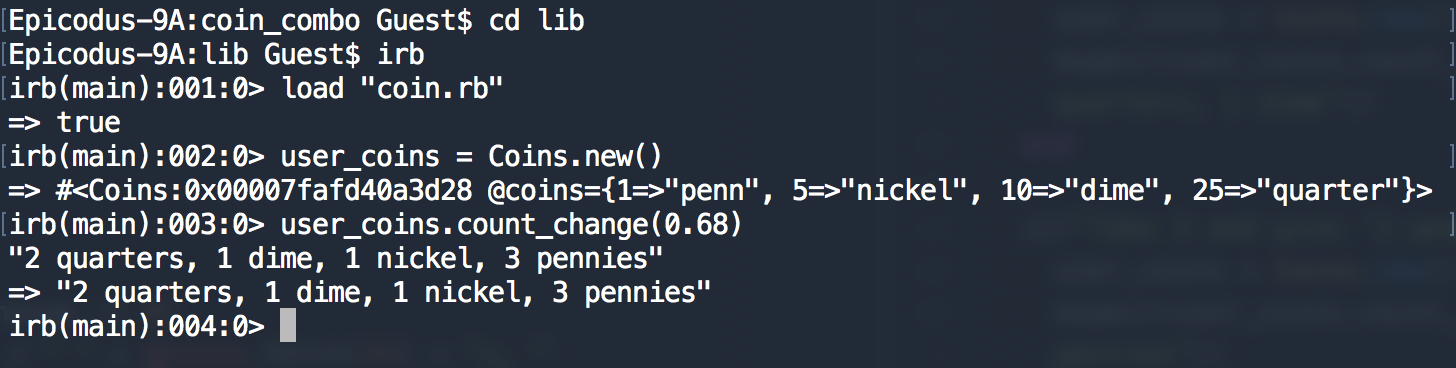 Epicodus-9A:coin_combo Guest$ cd lib
Epicodus-9A:lib Guest$ irb
irb(main):001:0> load "coin.rb"
=> true
irb(main):002:0> user_coins = Coins.new()
=> #<Coins:0x00007fafd40a3d28 @coins={1=>"penn", 5=>"nickel", 10=>"dime", 25=>"quarter"}>
irb(main):003:0> user_coins.count_change(0.68)
"2 quarters, 1 dime, 1 nickel, 3 pennies"
=> "2 quarters, 1 dime, 1 nickel, 3 pennies"
irb(main):004:0>